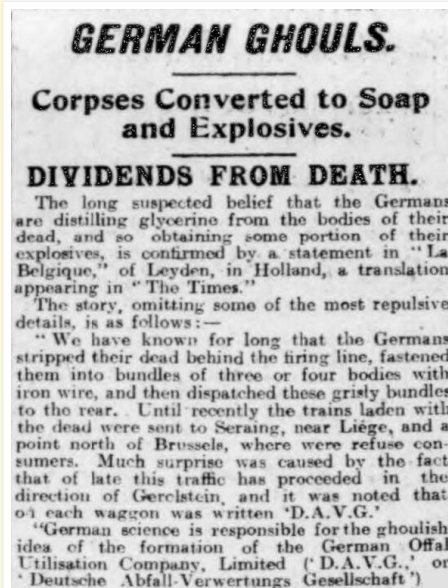 GERMAN GHOULS.
Corpses Converted to Soap
and Explosives.
DIVIDENDS FROM DEATH.
The long suspected belief that the Germans
are distilling glycerine from the bodies of their
dead, and so obtaining some portion of their
explosives, is confirmed by a statement in "La
Belgique," of Leyden, in Holland, a translation
appearing in "The Times."
The story, omitting some of the most repulsive
details, is as follows:—
"We have known for long that the Germans
stripped their dead behind the firing line, fastened
them into bundles of three or four bodies with
iron wire, and then dispatched these grisly bundles
to the rear. Until recently the trains laden with
the dead were sent to Seraing, near Liége, and a
point north of Brussels, where were refuse con-
sumers. Much surprise was caused by the fact
that of late this traffic has proceeded in the
direction of Gerolstein, and it was noted that
on each waggon was written 'D.A.V.G.'
"German science is responsible for the ghoulish
idea of the formation of the German Offal
Utilisation Company, Limited ('D.A.V.G.,' or
'Deutsche Abfall-Verwertungs Gesellschaft')